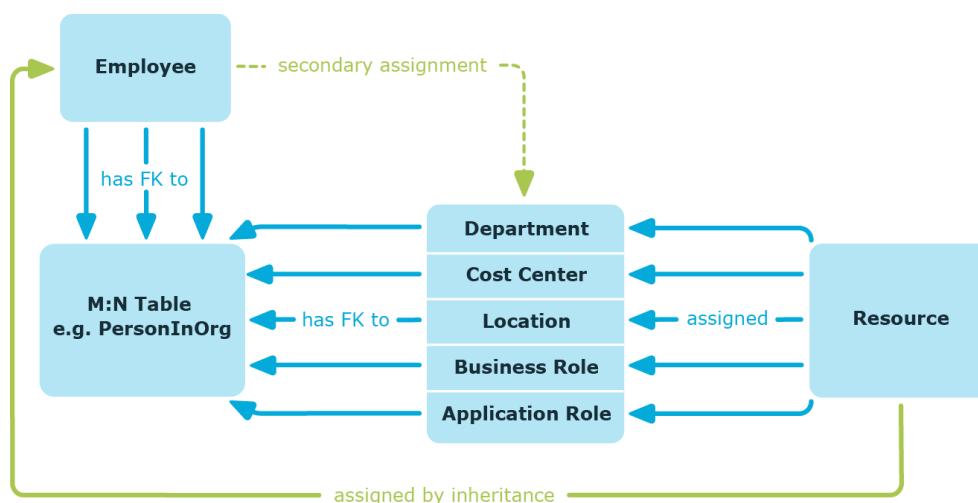 Employee
secondary assignment
has FK to
Department
Cost Center
M:N Table
e.g. PersonInOrg
has FK to
Location
assigned
Resource
Business Role
Application Role
assigned by inheritance